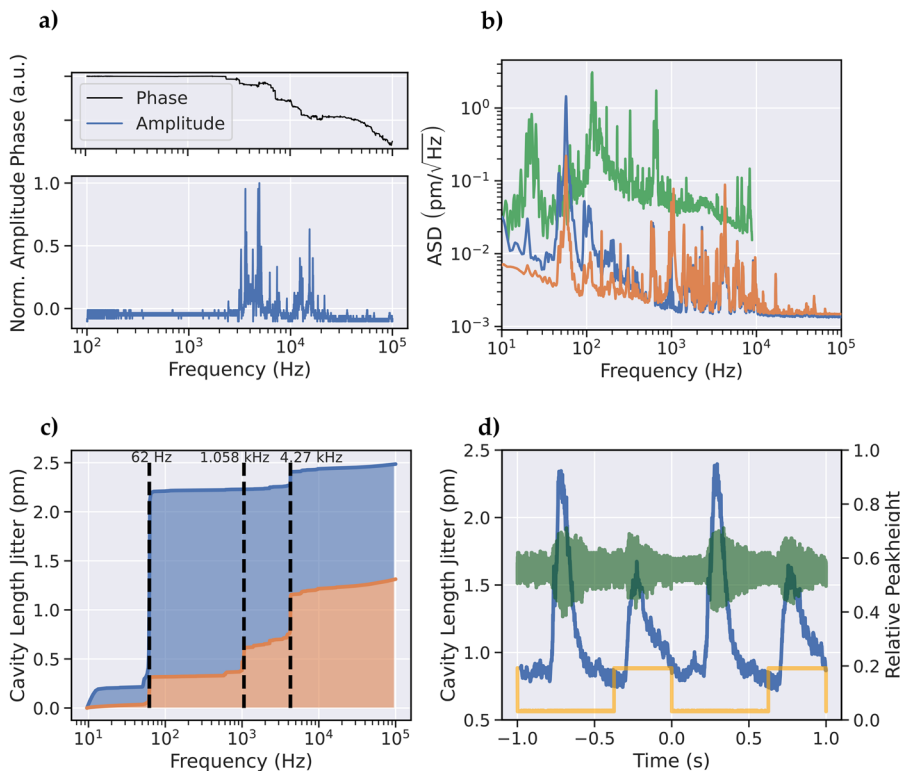 a)
Norm. Amplitude Phase (a.u.)
Phase
Amplitude
1.0
0.5
0.0
10² 10³ 10⁴ 10⁵
Frequency (Hz)
b)
ASD (pm/√Hz)
10⁰
10⁻¹
10⁻²
10⁻³
10¹ 10² 10³ 10⁴ 10⁵
Frequency (Hz)
c)
Cavity Length Jitter (pm)
62 Hz 1.058 kHz 4.27 kHz
2.5
2.0
1.5
1.0
0.5
0.0
10¹ 10² 10³ 10⁴ 10⁵
Frequency (Hz)
d)
Cavity Length Jitter (pm)
2.5
2.0
1.5
1.0
0.5
1.0
0.8
0.6
0.4
0.2
0.0
Relative Peakheight
−1.0 −0.5 0.0 0.5 1.0
Time (s)